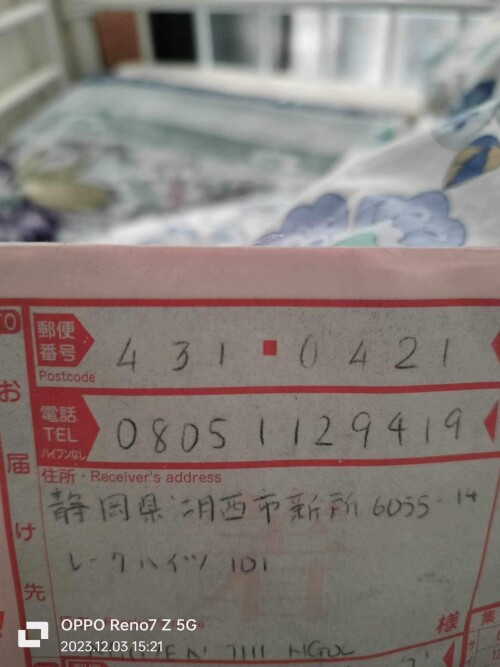 TO
郵便番号 431 0421
Postcode
電話 TEL ハイフンなし 08051129419
お届け先
住所・Receiver's address
静岡県湖西市新所6055-14
レークハイツ 101
様
OPPO Reno7 Z 5G
2023.12.03 15:21